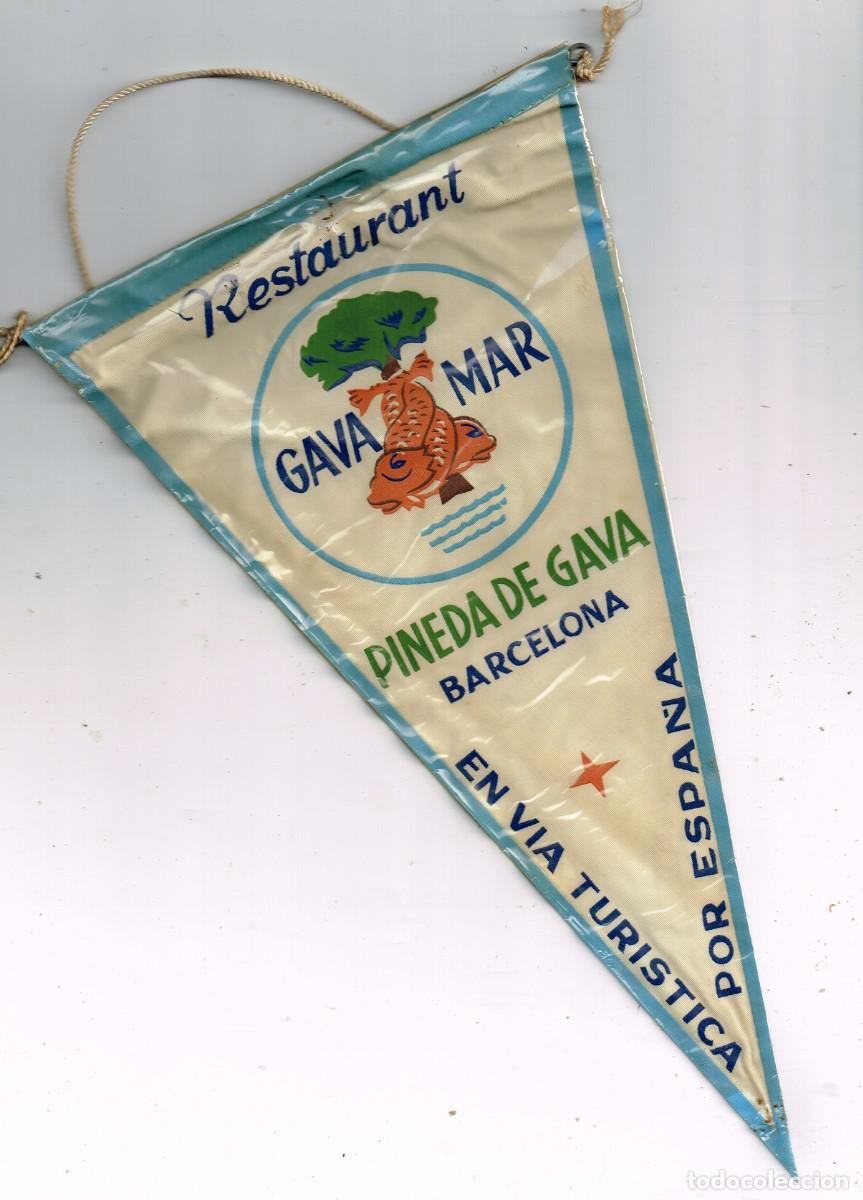 Restaurant
GAVA MAR
PINEDA DE GAVA
BARCELONA
EN VIA TURISTICA
POR ESPAÑA
todocoleccion